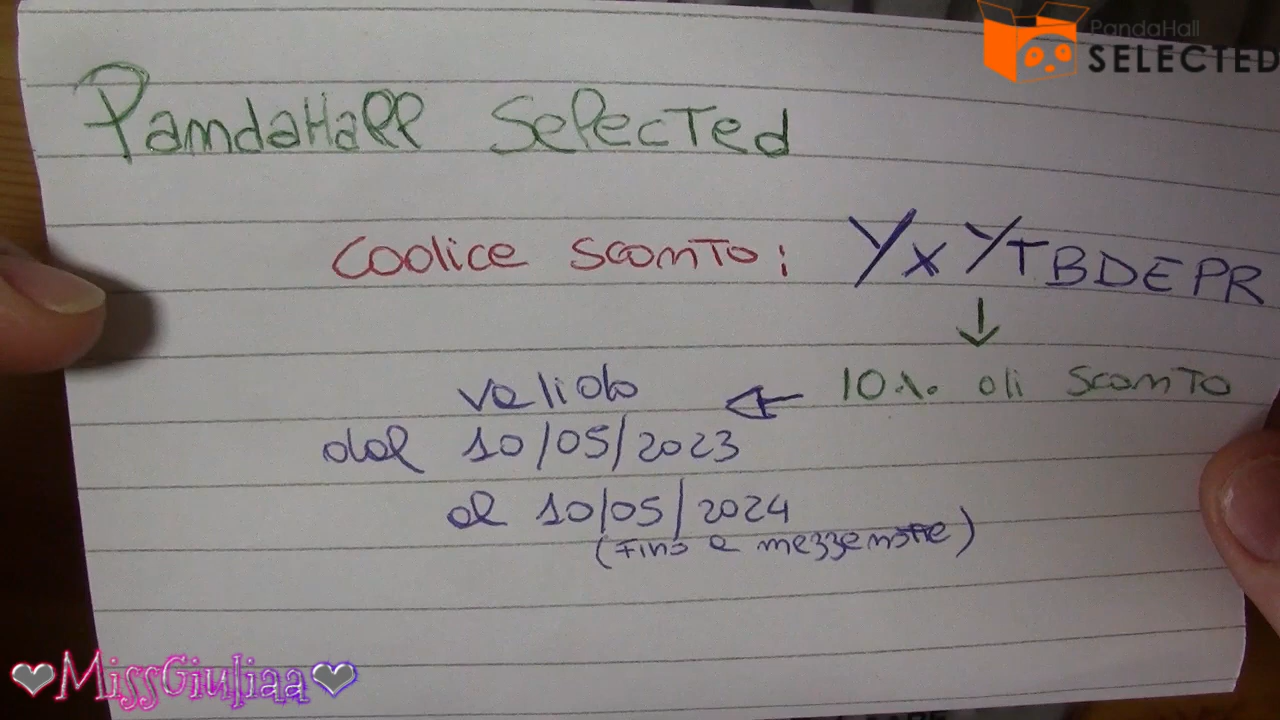 PandaHall
SELECTED
PandaHall Selected
Codice sconto: YxYTBDEPR
10% di sconto
valido
dal 10/05/2023
al 10/05/2024
(fino a mezzanotte)
❤MissGiuliaa❤